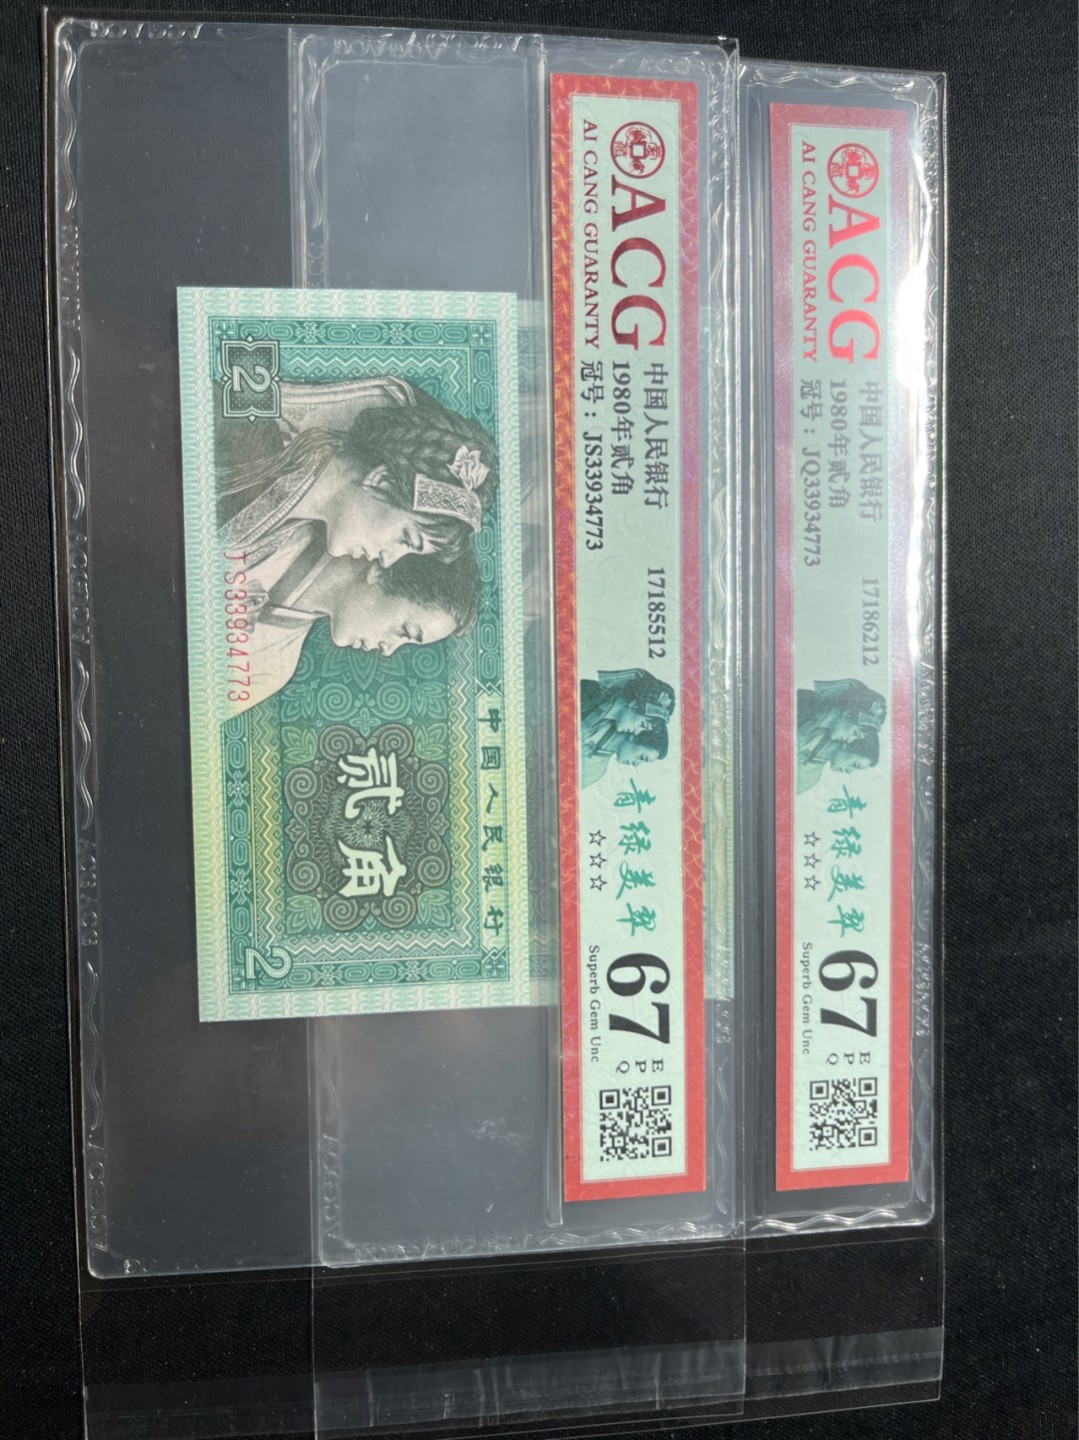 ACG
AI CANG GUARANTY
中国人民银行
1980年贰角
冠号：JQ33934773
17186212
青绿美翠
☆☆☆
67
EPQ
Superb Gem Unc
ACG
AI CANG GUARANTY
中国人民银行
1980年贰角
冠号：JS33934773
17185512
青绿美翠
☆☆☆
67
EPQ
Superb Gem Unc
中国人民银行
贰角
2
2
JS33934773